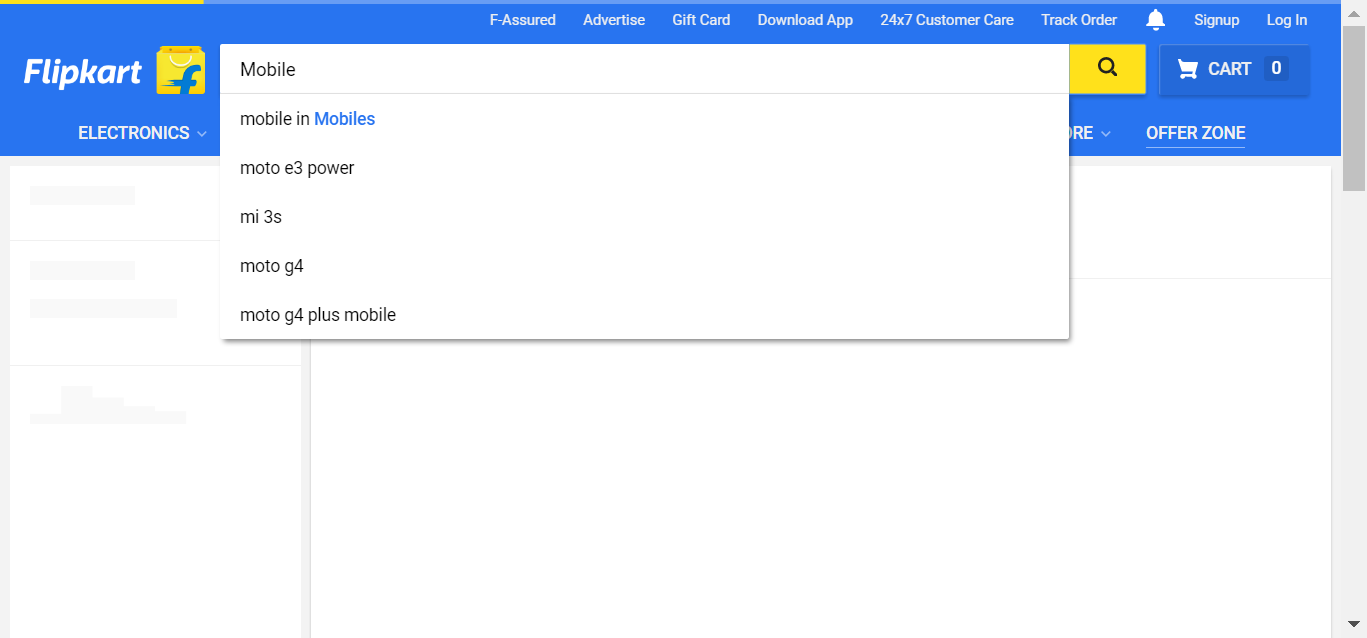 F-Assured Advertise Gift Card Download App 24x7 Customer Care Track Order Signup Log In
Flipkart Mobile CART 0
mobile in Mobiles
ELECTRONICS ORE OFFER ZONE
moto e3 power
mi 3s
moto g4
moto g4 plus mobile